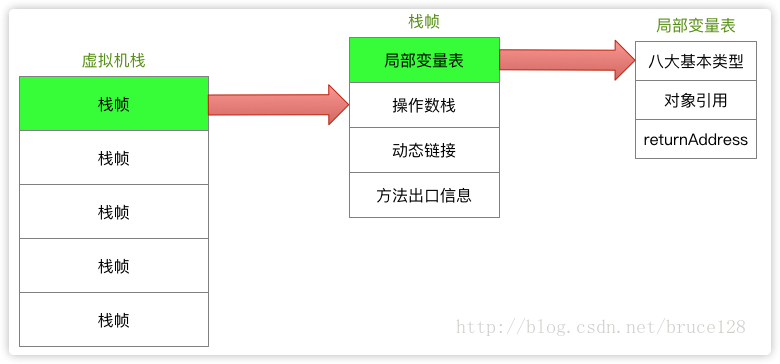 虚拟机栈
栈帧
栈帧
栈帧
栈帧
栈帧
栈帧
局部变量表
操作数栈
动态链接
方法出口信息
局部变量表
八大基本类型
对象引用
returnAddress
http://blog.csdn.net/bruce128